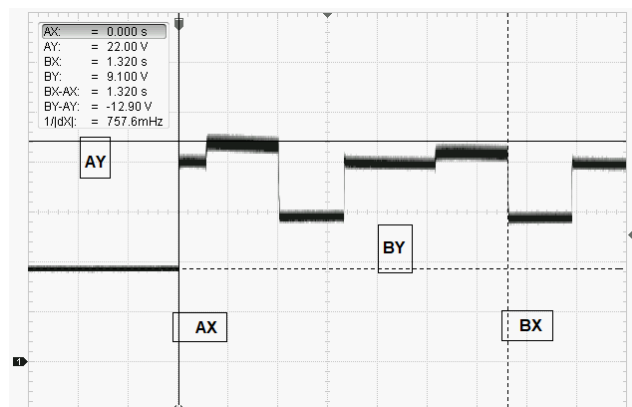 AX: = 0.000 s
AY: = 22.00 V
BX: = 1.320 s
BY: = 9.100 V
BX-AX: = 1.320 s
BY-AY: = -12.90 V
1/|dX|: = 757.6mHz
AY
BY
AX
BX
1